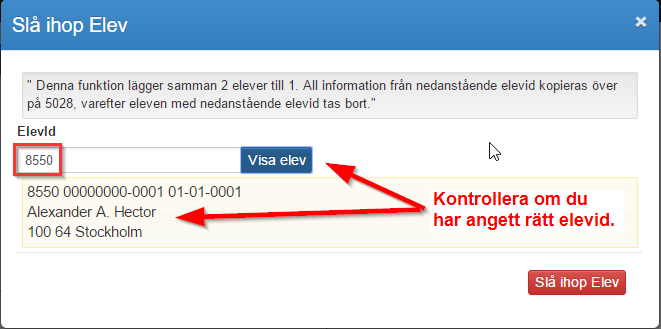 Slå ihop Elev
×
" Denna funktion lägger samman 2 elever till 1. All information från nedanstående elevid kopieras över
på 5028, varefter eleven med nedanstående elevid tas bort."
ElevId
8550 Visa elev
8550 00000000-0001 01-01-0001
Alexander A. Hector
100 64 Stockholm
Kontrollera om du
har angett rätt elevid.
Slå ihop Elev